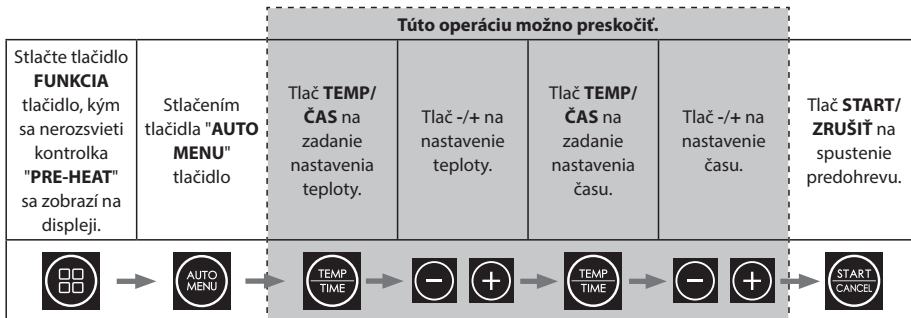 Túto operáciu možno preskočiť.
Stlačte tlačidlo
FUNKCIA
tlačidlo, kým
sa nerozsvieti
kontrolka
"PRE-HEAT"
sa zobrazí na
displeji.
Stlačením
tlačidla "AUTO
MENU"
tlačidlo
Tlač TEMP/
ČAS na
zadanie
nastavenia
teploty.
Tlač -/+ na
nastavenie
teploty.
Tlač TEMP/
ČAS na
zadanie
nastavenia
času.
Tlač -/+ na
nastavenie
času.
Tlač START/
ZRUŠIŤ na
spustenie
predohrevu.
AUTO
MENU
TEMP
TIME
- +
TEMP
TIME
- +
START
CANCEL